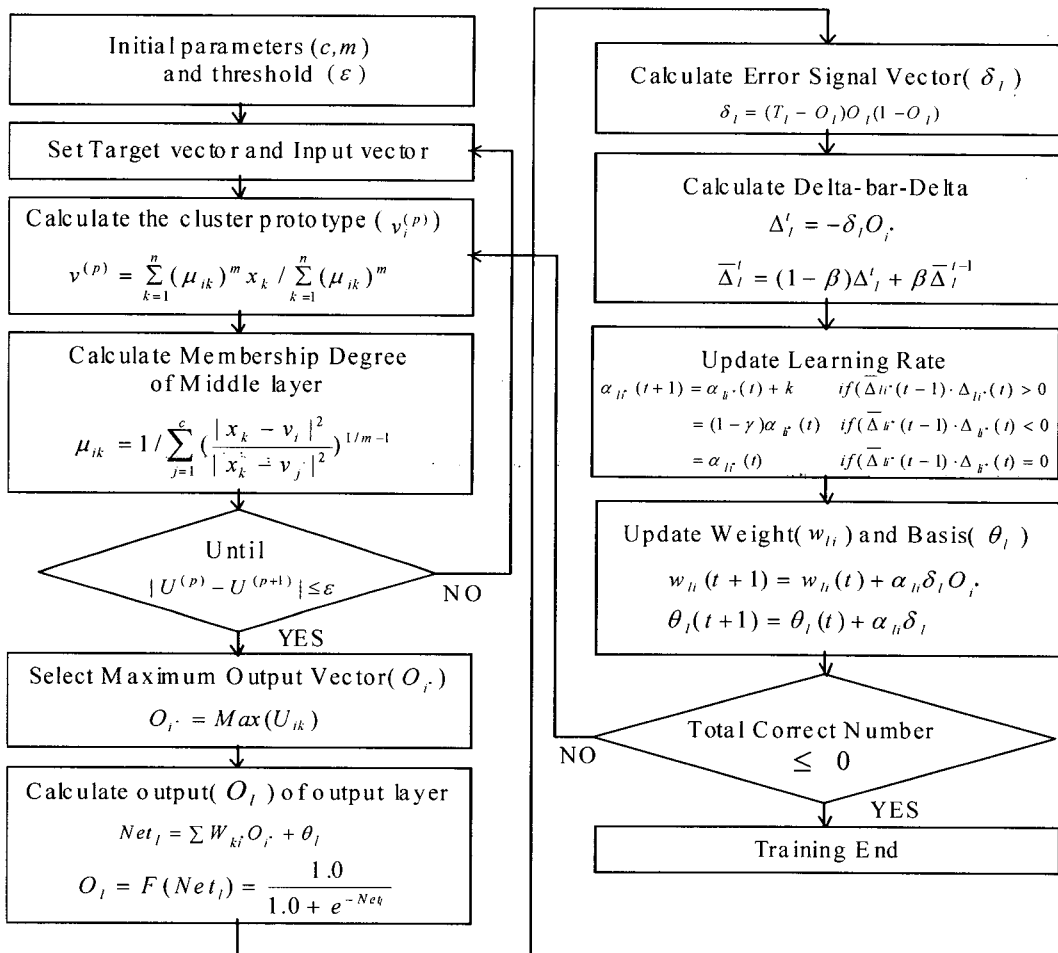 Initial parameters (c, m)
and threshold (ε)
Set Target vector and Input vector
Calculate the cluster prototype ( v_i^(p))
v^(p) = Σ_{k=1}^{n} (μ_ik)^m x_k / Σ_{k=1}^{n} (μ_ik)^m
Calculate Membership Degree
of Middle layer
μ_ik = 1/ Σ_{j=1}^{c} ( | x_k − v_i |^2 / | x_k − v_j |^2 )^{1/m−1}
Until
| U^(p) − U^(p+1) | ≤ ε
NO
YES
Select Maximum Output Vector( O_i* )
O_i* = Max(U_ik)
Calculate output( O_l ) of output layer
Net_l = Σ W_ki* O_i* + θ_l
O_l = F(Net_l) = 1.0 / (1.0 + e^{−Net_l})
Calculate Error Signal Vector( δ_l )
δ_l = (T_l − O_l)O_l(1 − O_l)
Calculate Delta-bar-Delta
Δ_l^t = −δ_l O_i*
Δ̄_l^t = (1 − β)Δ_l^t + βΔ̄_l^{t−1}
Update Learning Rate
α_li* (t + 1) = α_li* (t) + k if(Δ̄_li* (t − 1) · Δ_li* (t) > 0
= (1 − γ)α_li* (t) if(Δ̄_li* (t − 1) · Δ_li* (t) < 0
= α_li* (t) if(Δ̄_li* (t − 1) · Δ_li* (t) = 0
Update Weight( w_li ) and Basis( θ_l )
w_li (t + 1) = w_li (t) + α_li δ_l O_i*
θ_l (t + 1) = θ_l (t) + α_li δ_l
Total Correct Number
≤ 0
NO
YES
Training End